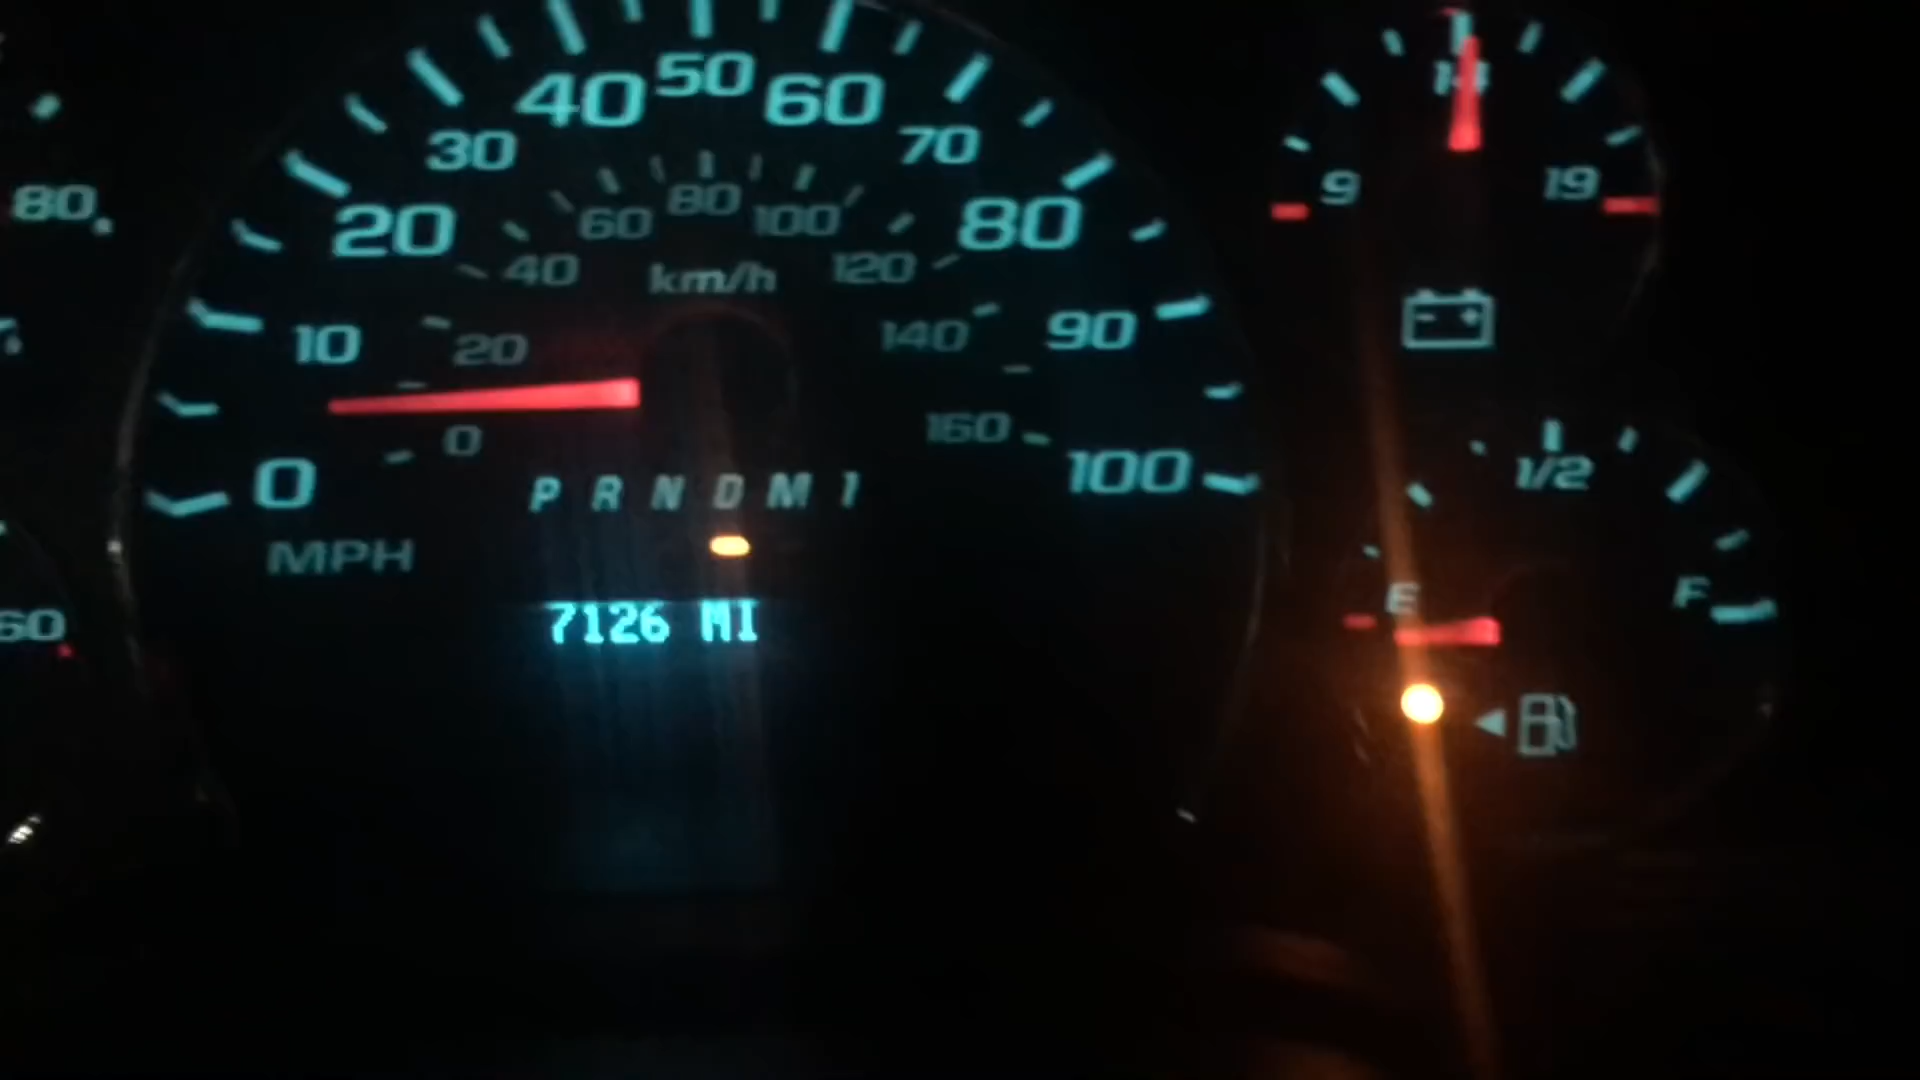 40 50 60
30 70
20 80
60 80 100
40 km/h 120
10 20 140 90
0 160
0 100
MPH
P R N D M 1
7126 MI
80
60
14
9 19
1/2
E F